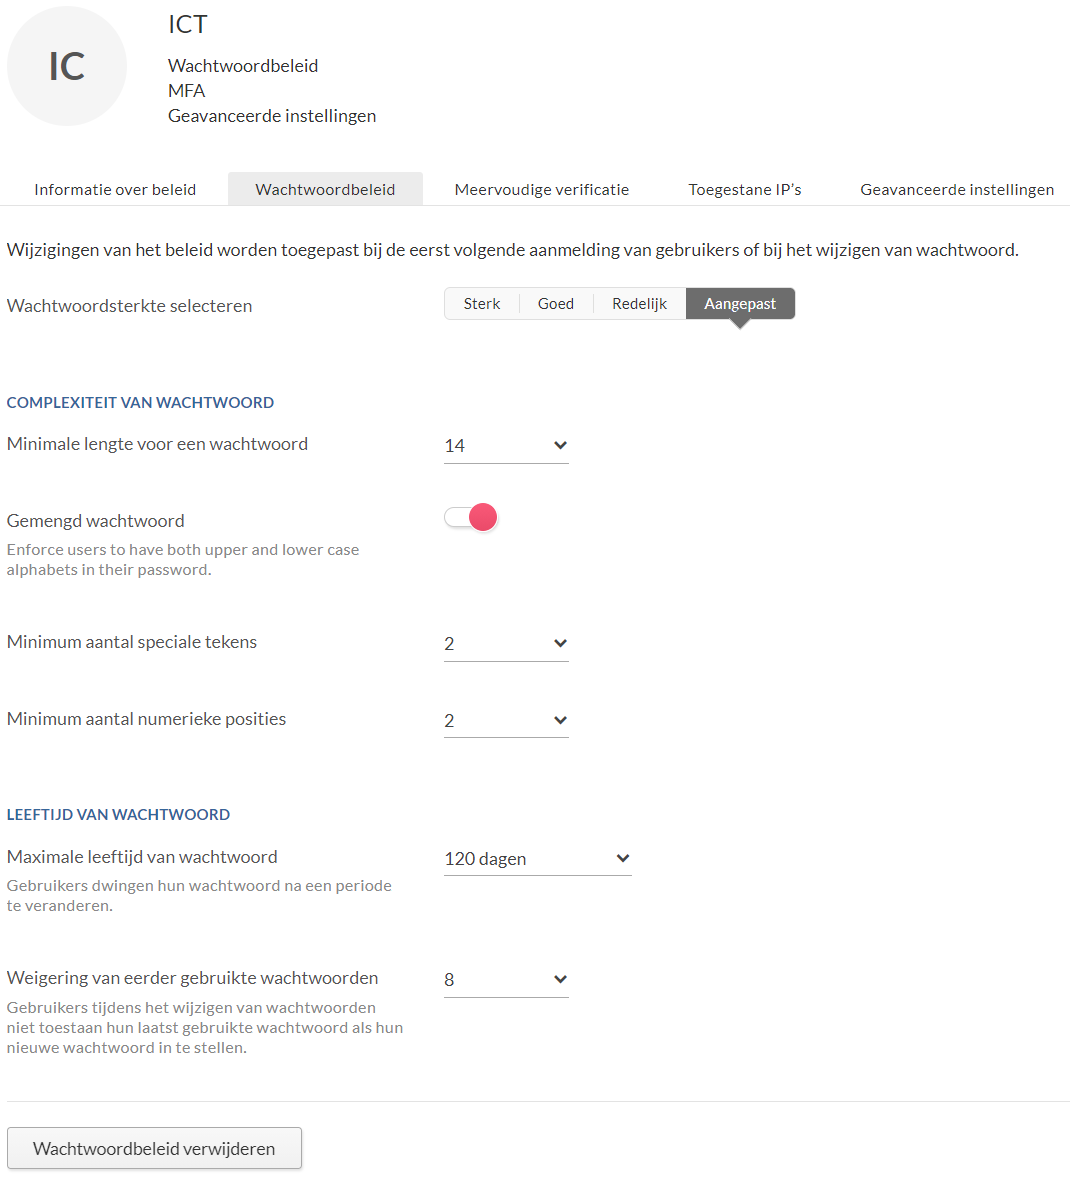 IC
ICT
Wachtwoordbeleid
MFA
Geavanceerde instellingen
Informatie over beleid
Wachtwoordbeleid
Meervoudige verificatie
Toegestane IP's
Geavanceerde instellingen
Wijzigingen van het beleid worden toegepast bij de eerst volgende aanmelding van gebruikers of bij het wijzigen van wachtwoord.
Wachtwoordsterkte selecteren
Sterk
Goed
Redelijk
Aangepast
COMPLEXITEIT VAN WACHTWOORD
Minimale lengte voor een wachtwoord
14
Gemengd wachtwoord
Enforce users to have both upper and lower case
alphabets in their password.
Minimum aantal speciale tekens
2
Minimum aantal numerieke posities
2
LEEFTIJD VAN WACHTWOORD
Maximale leeftijd van wachtwoord
120 dagen
Gebruikers dwingen hun wachtwoord na een periode
te veranderen.
Weigering van eerder gebruikte wachtwoorden
8
Gebruikers tijdens het wijzigen van wachtwoorden
niet toestaan hun laatst gebruikte wachtwoord als hun
nieuwe wachtwoord in te stellen.
Wachtwoordbeleid verwijderen